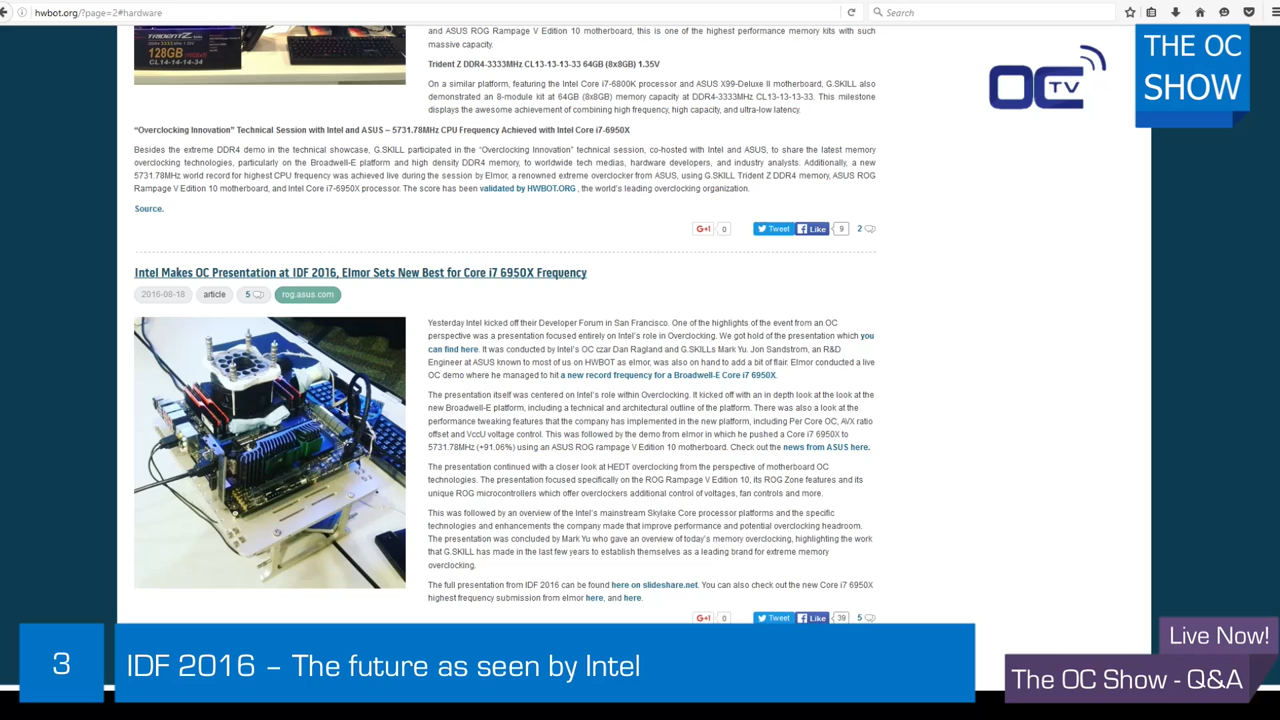 hwbot.org/?page=2#hardware
Search
and ASUS ROG Rampage V Edition 10 motherboard, this is one of the highest performance memory kits with such
massive capacity.
TRIDENT Z
128GB
CL14-14-14-34
Trident Z DDR4-3333MHz CL13-13-13-33 64GB (8x8GB) 1.35V
On a similar platform, featuring the Intel Core i7-6800K processor and ASUS X99-Deluxe II motherboard, G.SKILL also
demonstrated an 8-module kit at 64GB (8x8GB) memory capacity at DDR4-3333MHz CL13-13-13-33. This milestone
displays the awesome achievement of combining high frequency, high capacity, and ultra-low latency.
OC TV
THE OC
SHOW
“Overclocking Innovation” Technical Session with Intel and ASUS – 5731.78MHz CPU Frequency Achieved with Intel Core i7-6950X
Besides the extreme DDR4 demo in the technical showcase, G.SKILL participated in the “Overclocking Innovation” technical session, co-hosted with Intel and ASUS, to share the latest memory
overclocking technologies, particularly on the Broadwell-E platform and high density DDR4 memory, to worldwide tech medias, hardware developers, and industry analysts. Additionally, a new
5731.78MHz world record for highest CPU frequency was achieved live during the session by Elmor, a renowned extreme overclocker from ASUS, using G.SKILL Trident Z DDR4 memory, ASUS ROG
Rampage V Edition 10 motherboard, and Intel Core i7-6950X processor. The score has been validated by HWBOT.ORG , the world's leading overclocking organization.
Source.
G+1 0 Tweet Like 9 2
Intel Makes OC Presentation at IDF 2016, Elmor Sets New Best for Core i7 6950X Frequency
2016-08-18 article 5 rog.asus.com
Yesterday Intel kicked off their Developer Forum in San Francisco. One of the highlights of the event from an OC
perspective was a presentation focused entirely on Intel's role in Overclocking. We got hold of the presentation which you
can find here. It was conducted by Intel's OC czar Dan Ragland and G.SKILLs Mark Yu. Jon Sandstrom, an R&D
Engineer at ASUS known to most of us on HWBOT as elmor, was also on hand to add a bit of flair. Elmor conducted a live
OC demo where he managed to hit a new record frequency for a Broadwell-E Core i7 6950X.
The presentation itself was centered on Intel's role within Overclocking. It kicked off with an in depth look at the look at the
new Broadwell-E platform, including a technical and architectural outline of the platform. There was also a look at the
performance tweaking features that the company has implemented in the new platform, including Per Core OC, AVX ratio
offset and VccU voltage control. This was followed by the demo from elmor in which he pushed a Core i7 6950X to
5731.78MHz (+91.06%) using an ASUS ROG rampage V Edition 10 motherboard. Check out the news from ASUS here.
The presentation continued with a closer look at HEDT overclocking from the perspective of motherboard OC
technologies. The presentation focused specifically on the ROG Rampage V Edition 10, its ROG Zone features and its
unique ROG microcontrollers which offer overclockers additional control of voltages, fan controls and more.
This was followed by an overview of the Intel's mainstream Skylake Core processor platforms and the specific
technologies and enhancements the company made that improve performance and potential overclocking headroom.
The presentation was concluded by Mark Yu who gave an overview of today's memory overclocking, highlighting the work
that G.SKILL has made in the last few years to establish themselves as a leading brand for extreme memory
overclocking.
The full presentation from IDF 2016 can be found here on slideshare.net. You can also check out the new Core i7 6950X
highest frequency submission from elmor here, and here.
G+1 0 Tweet Like 39 5
3
IDF 2016 – The future as seen by Intel
Live Now!
The OC Show - Q&A